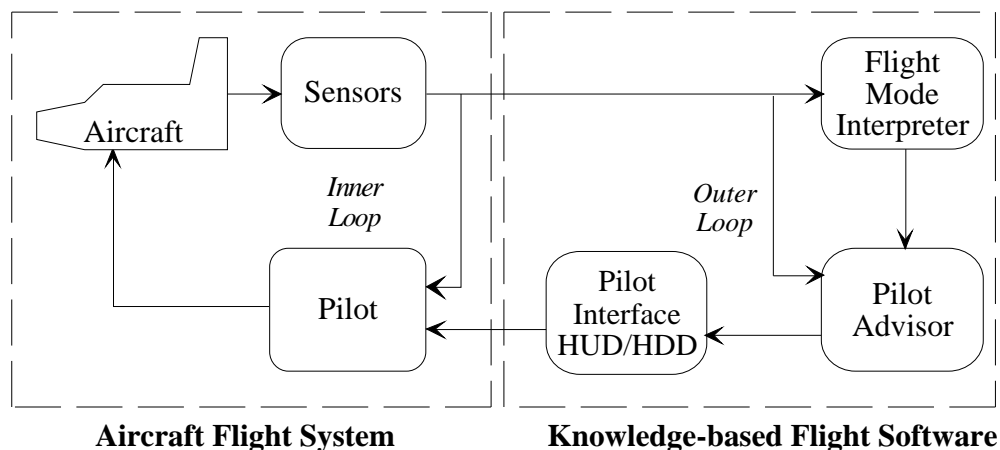 Aircraft
Sensors
Inner
Loop
Pilot
Flight
Mode
Interpreter
Outer
Loop
Pilot
Interface
HUD/HDD
Pilot
Advisor
Aircraft Flight System
Knowledge-based Flight Software